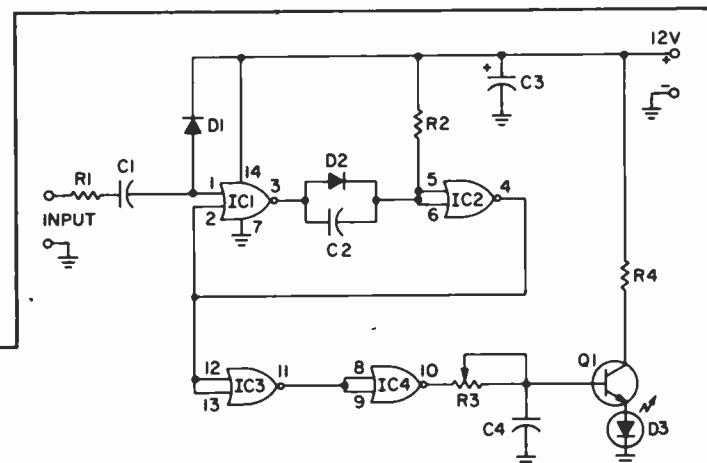 12V
+
-
+
C3
D1
R2
R1
C1
14
D2
1
3
5
4
IC1
IC2
2
6
INPUT
7
C2
R4
12
11
8
10
Q1
IC3
IC4
13
9
R3
C4
D3